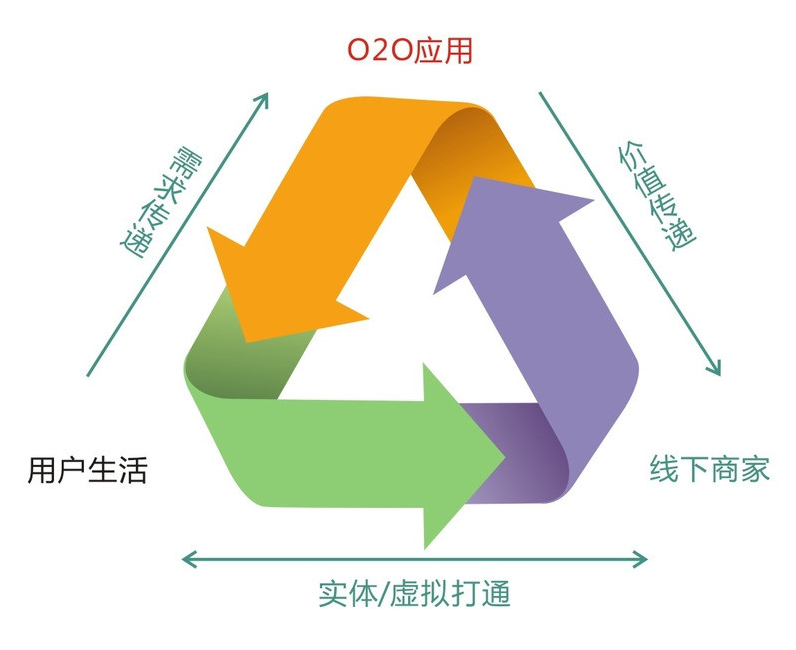 O2O应用
需求传递
价值传递
用户生活
线下商家
实体/虚拟打通